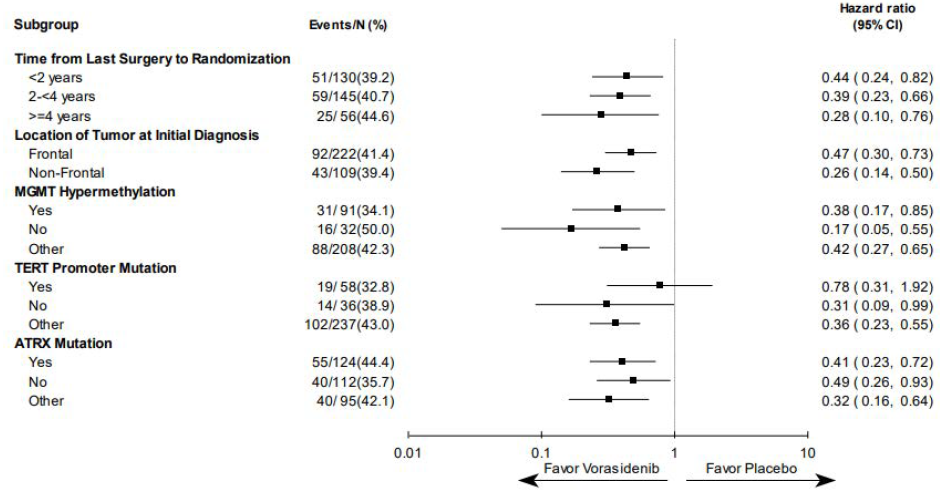 Subgroup Events/N (%) Hazard ratio (95% CI)
Time from Last Surgery to Randomization
<2 years 51/130(39.2) 0.44 ( 0.24, 0.82)
2-<4 years 59/145(40.7) 0.39 ( 0.23, 0.66)
>=4 years 25/ 56(44.6) 0.28 ( 0.10, 0.76)
Location of Tumor at Initial Diagnosis
Frontal 92/222(41.4) 0.47 ( 0.30, 0.73)
Non-Frontal 43/109(39.4) 0.26 ( 0.14, 0.50)
MGMT Hypermethylation
Yes 31/ 91(34.1) 0.38 ( 0.17, 0.85)
No 16/ 32(50.0) 0.17 ( 0.05, 0.55)
Other 88/208(42.3) 0.42 ( 0.27, 0.65)
TERT Promoter Mutation
Yes 19/ 58(32.8) 0.78 ( 0.31, 1.92)
No 14/ 36(38.9) 0.31 ( 0.09, 0.99)
Other 102/237(43.0) 0.36 ( 0.23, 0.55)
ATRX Mutation
Yes 55/124(44.4) 0.41 ( 0.23, 0.72)
No 40/112(35.7) 0.49 ( 0.26, 0.93)
Other 40/ 95(42.1) 0.32 ( 0.16, 0.64)
0.01 0.1 1 10
Favor Vorasidenib Favor Placebo